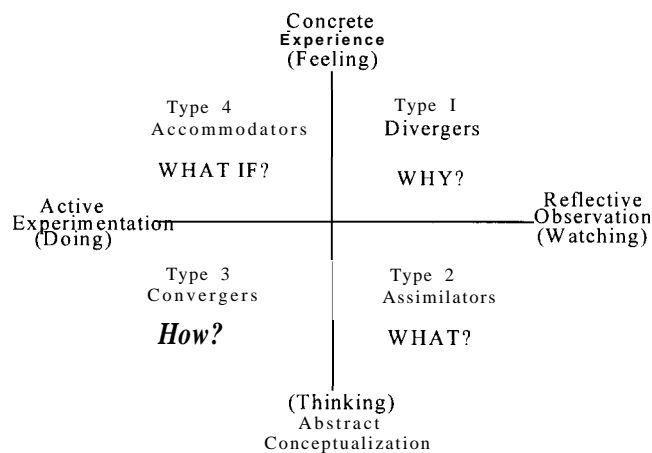 Concrete
Experience
(Feeling)
Type 4
Accommodators
WHAT IF?
Type I
Divergers
WHY?
Active
Experimentation
(Doing)
Reflective
Observation
(Watching)
Type 3
Convergers
How?
Type 2
Assimilators
WHAT?
(Thinking)
Abstract
Conceptualization